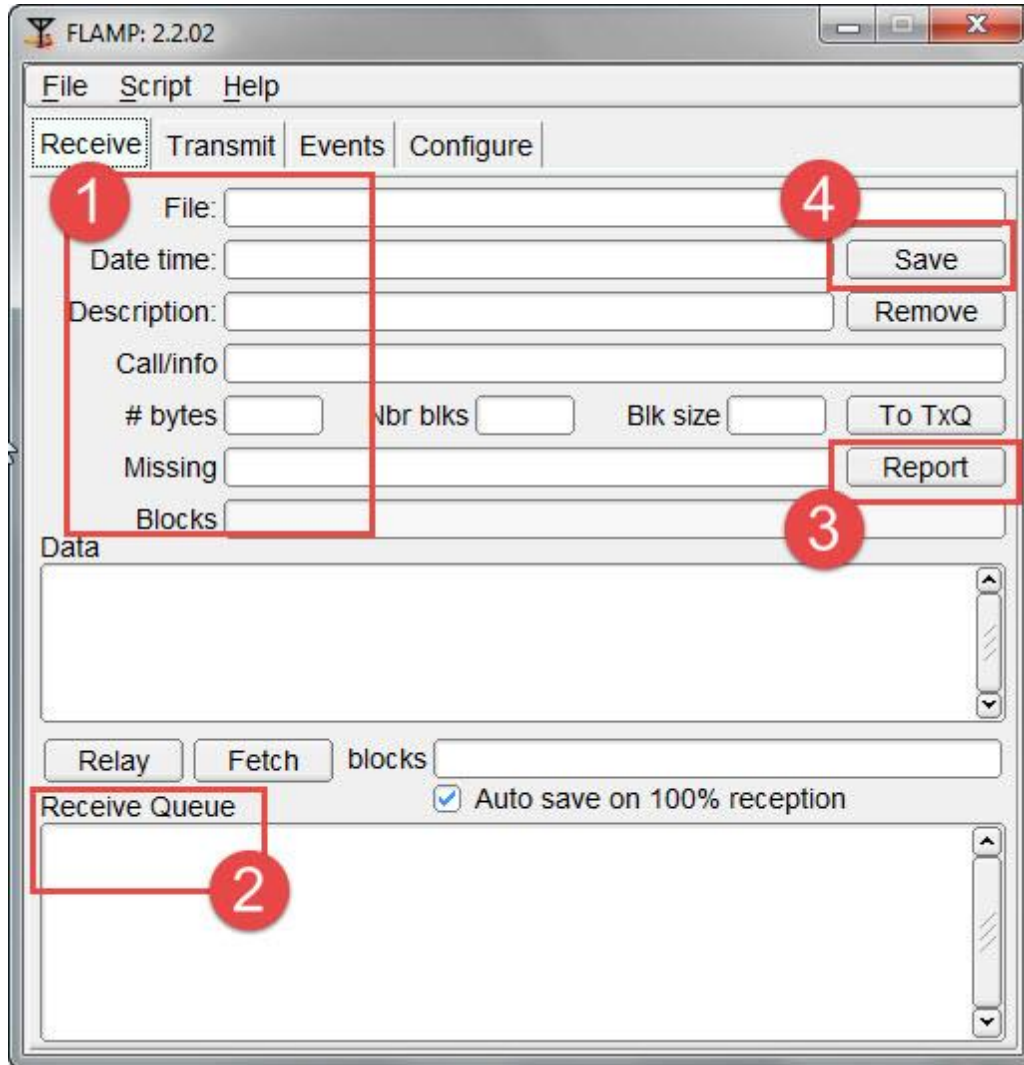 FLAMP: 2.2.02
File Script Help
Receive Transmit Events Configure
1 File: 4
Date time: Save
Description: Remove
Call/info
# bytes Nbr blks Blk size To TxQ
Missing Report
Blocks 3
Data
Relay Fetch blocks
Receive Queue Auto save on 100% reception
2